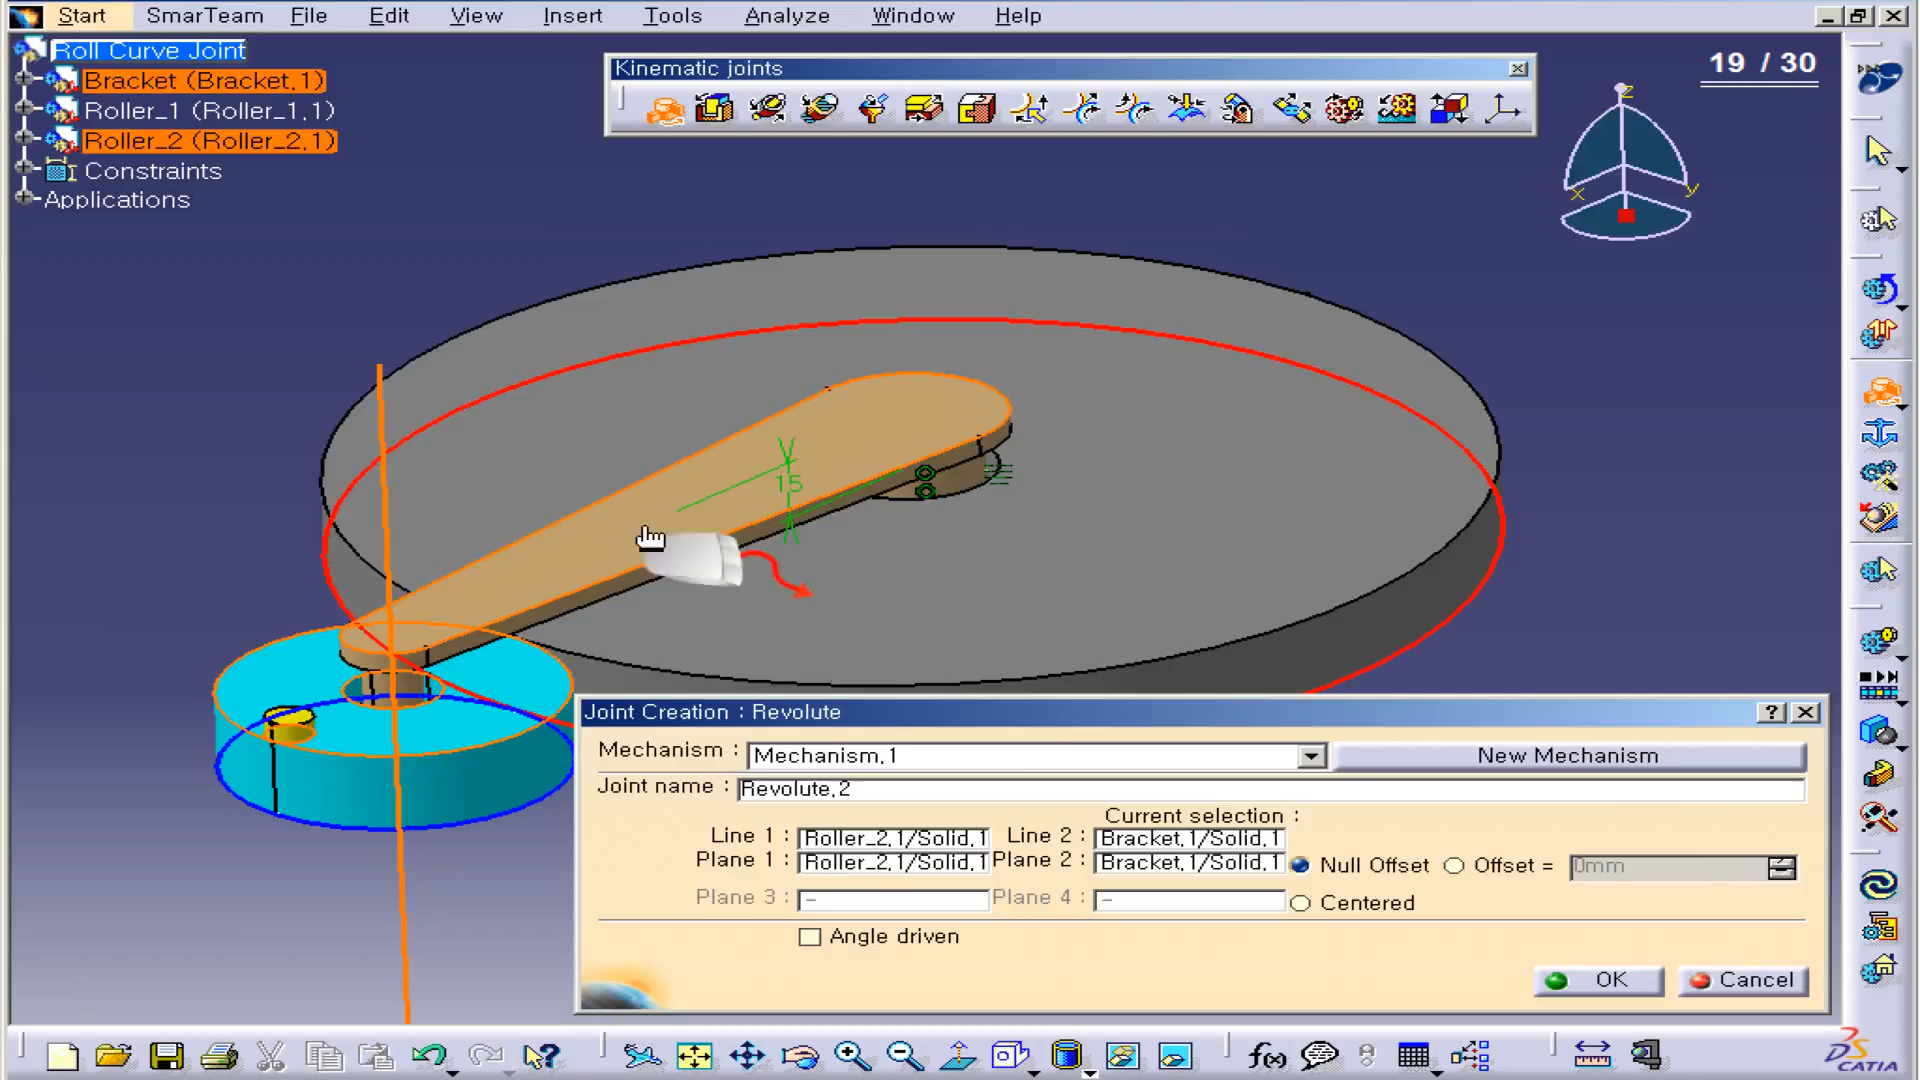 Start SmarTeam File Edit View Insert Tools Analyze Window Help
Roll Curve Joint
Bracket (Bracket,1)
Roller_1 (Roller_1,1)
Roller_2 (Roller_2,1)
Constraints
Applications
Kinematic joints
19 / 30
z
x
y
15
Joint Creation : Revolute
Mechanism : Mechanism,1 New Mechanism
Joint name : Revolute,2
Current selection :
Line 1 : Roller_2,1/Solid,1 Line 2 : Bracket,1/Solid,1
Plane 1 : Roller_2,1/Solid,1 Plane 2 : Bracket,1/Solid,1 Null Offset Offset = 0mm
Plane 3 : - Plane 4 : - Centered
Angle driven
OK Cancel
f(x)
DS CATIA